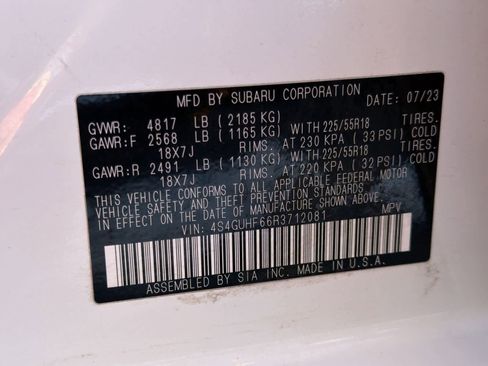 MFD BY SUBARU CORPORATION DATE: 07/23
GVWR: 4817 LB (2185 KG)
GAWR:F 2568 LB (1165 KG) WITH 225/55R18 TIRES.
18X7J RIMS. AT 230 KPA (33 PSI) COLD
GAWR:R 2491 LB (1130 KG) WITH 225/55R18 TIRES.
18X7J RIMS. AT 220 KPA (32 PSI) COLD
THIS VEHICLE CONFORMS TO ALL APPLICABLE FEDERAL MOTOR
VEHICLE SAFETY AND THEFT PREVENTION STANDARDS
IN EFFECT ON THE DATE OF MANUFACTURE SHOWN ABOVE.
VIN: 4S4GUHF66R3712081 MPV
ASSEMBLED BY SIA INC. MADE IN U.S.A.